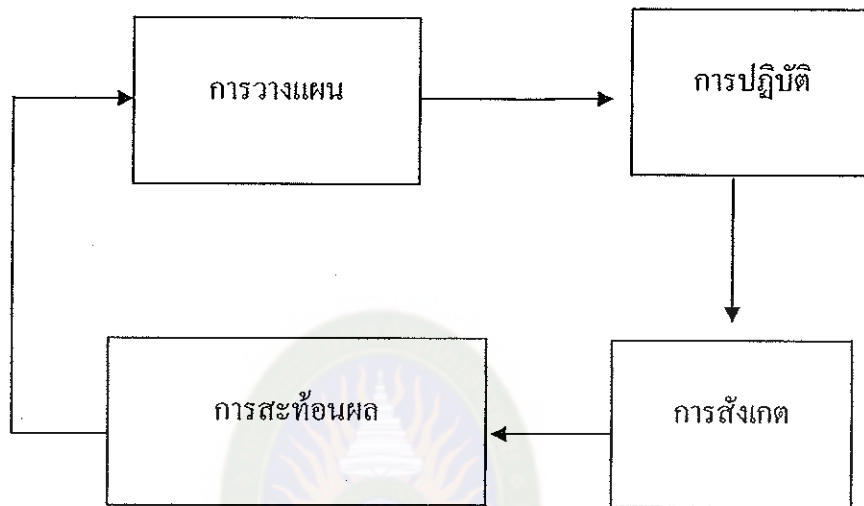 การวางแผน
การปฏิบัติ
การสังเกต
การสะท้อนผล